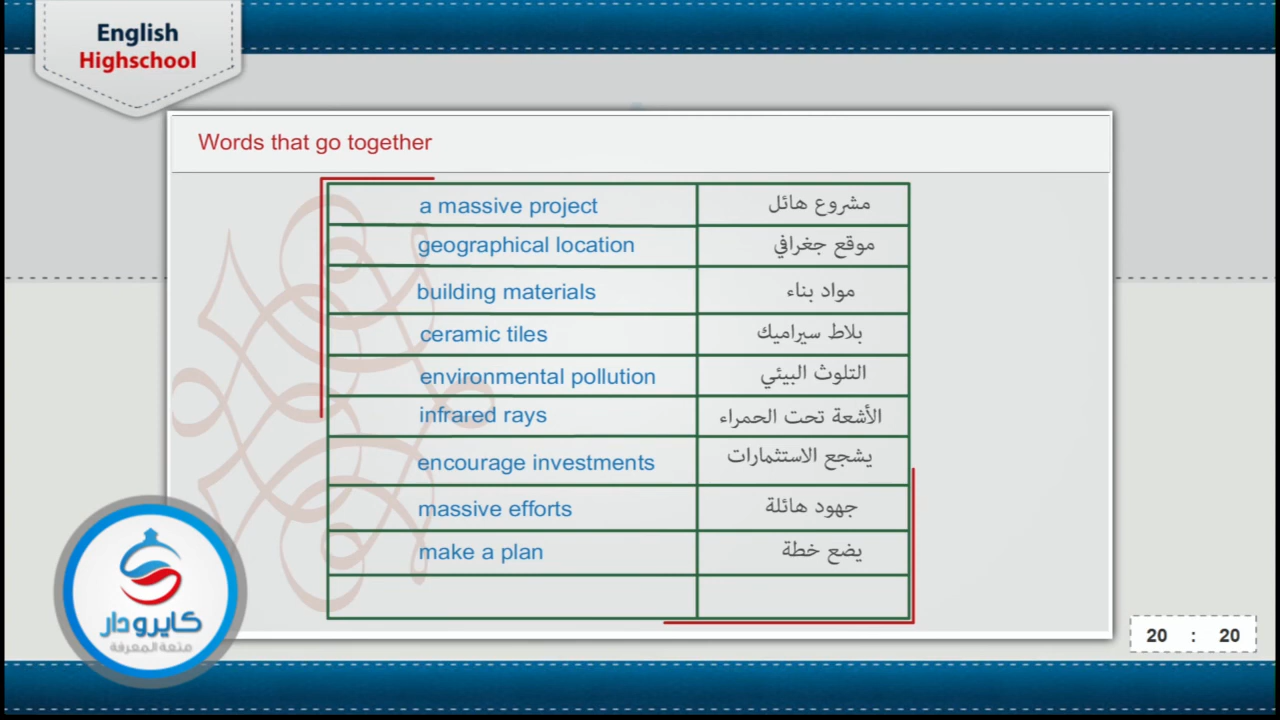 English
Highschool
Words that go together
a massive project مشروع هائل
geographical location موقع جغرافي
building materials مواد بناء
ceramic tiles بلاط سيراميك
environmental pollution التلوث البيئي
infrared rays الأشعة تحت الحمراء
encourage investments يشجع الاستثمارات
massive efforts جهود هائلة
make a plan يضع خطة
كايرودار
متعة المعرفة
20 : 20